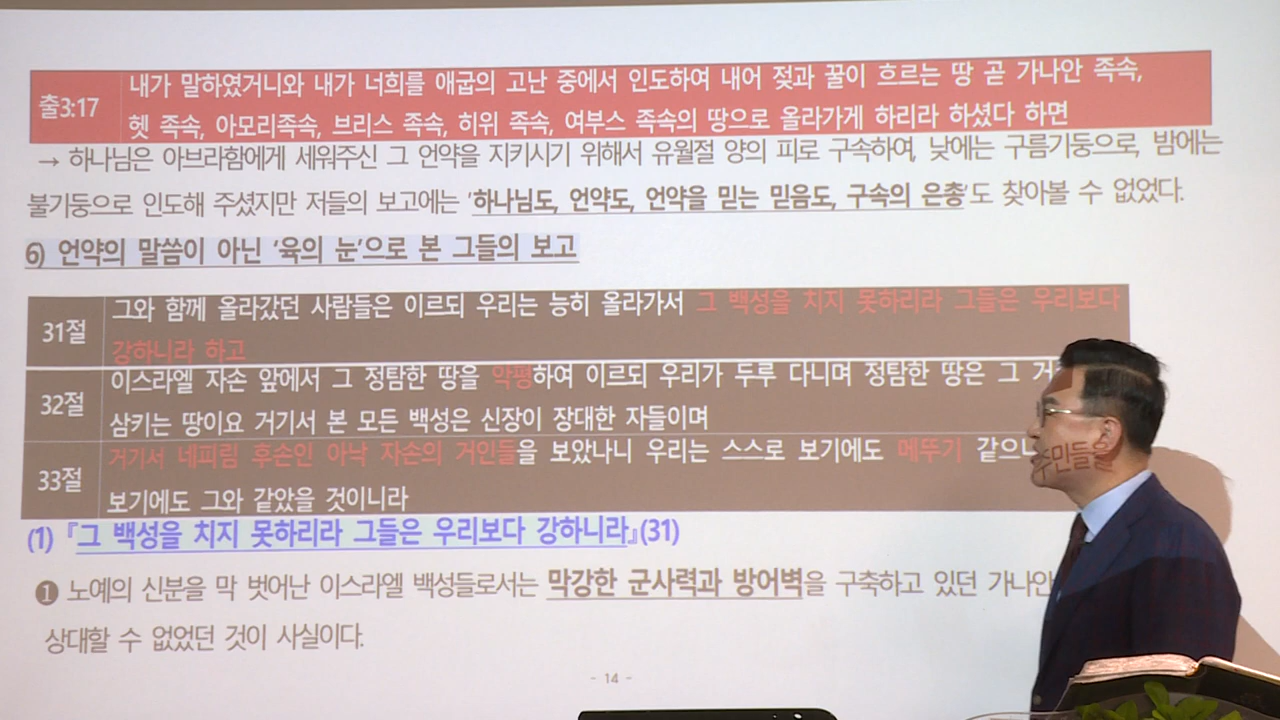 출3:17
내가 말하였거니와 내가 너희를 애굽의 고난 중에서 인도하여 내어 젖과 꿀이 흐르는 땅 곧 가나안 족속,
헷 족속, 아모리족속, 브리스 족속, 히위 족속, 여부스 족속의 땅으로 올라가게 하리라 하셨다 하면
→ 하나님은 아브라함에게 세워주신 그 언약을 지키시기 위해서 유월절 양의 피로 구속하여, 낮에는 구름기둥으로, 밤에는
불기둥으로 인도해 주셨지만 저들의 보고에는 '하나님도, 언약도, 언약을 믿는 믿음도, 구속의 은총'도 찾아볼 수 없었다.
6) 언약의 말씀이 아닌 '육의 눈'으로 본 그들의 보고
31절
그와 함께 올라갔던 사람들은 이르되 우리는 능히 올라가서 그 백성을 치지 못하리라 그들은 우리보다
강하니라 하고
32절
이스라엘 자손 앞에서 그 정탐한 땅을 악평하여 이르되 우리가 두루 다니며 정탐한 땅은 그 거
삼키는 땅이요 거기서 본 모든 백성은 신장이 장대한 자들이며
33절
거기서 네피림 후손인 아낙 자손의 거인들을 보았나니 우리는 스스로 보기에도 메뚜기 같으니
보기에도 그와 같았을 것이니라
(1) 『그 백성을 치지 못하리라 그들은 우리보다 강하니라』(31)
❶ 노예의 신분을 막 벗어난 이스라엘 백성들로서는 막강한 군사력과 방어벽을 구축하고 있던 가나안 주민들을
상대할 수 없었던 것이 사실이다.
- 14 -